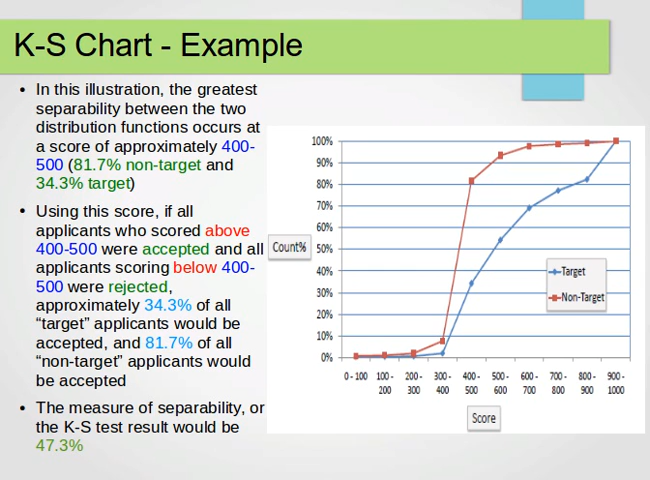 K-S Chart - Example
• In this illustration, the greatest
separability between the two
distribution functions occurs at
a score of approximately 400-
500 (81.7% non-target and
34.3% target)
• Using this score, if all
applicants who scored above
400-500 were accepted and all
applicants scoring below 400-
500 were rejected,
approximately 34.3% of all
“target” applicants would be
accepted, and 81.7% of all
“non-target” applicants would
be accepted
• The measure of separability, or
the K-S test result would be
47.3%
100%
90%
80%
70%
60%
50%
40%
30%
20%
10%
0%
Count%
Target
Non-Target
0 - 100 100 - 200 - 300 - 400 - 500 - 600 - 700 - 800 - 900 -
200 300 400 500 600 700 800 900 1000
Score